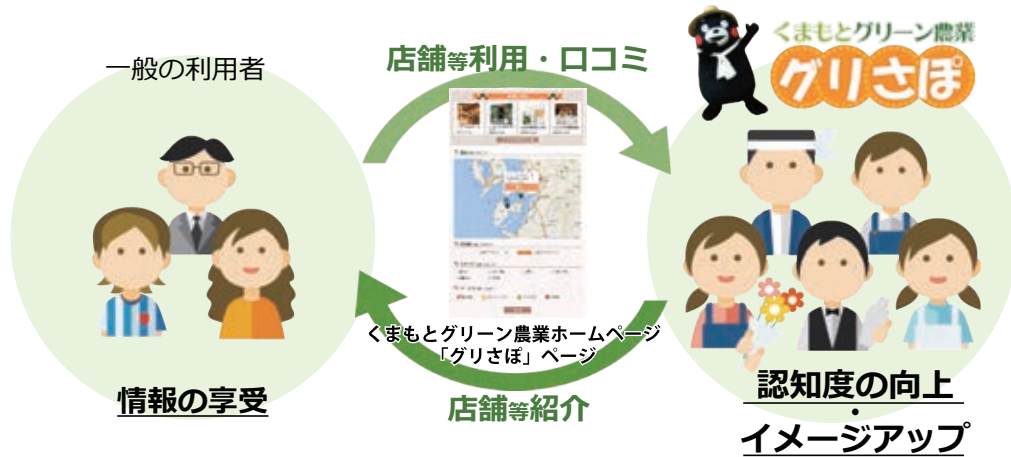 一般の利用者
店舗等利用・口コミ
くまもとグリーン農業
グリさぽ
くまもとグリーン農業ホームページ
「グリさぽ」ページ
情報の享受
店舗等紹介
認知度の向上
・
イメージアップ